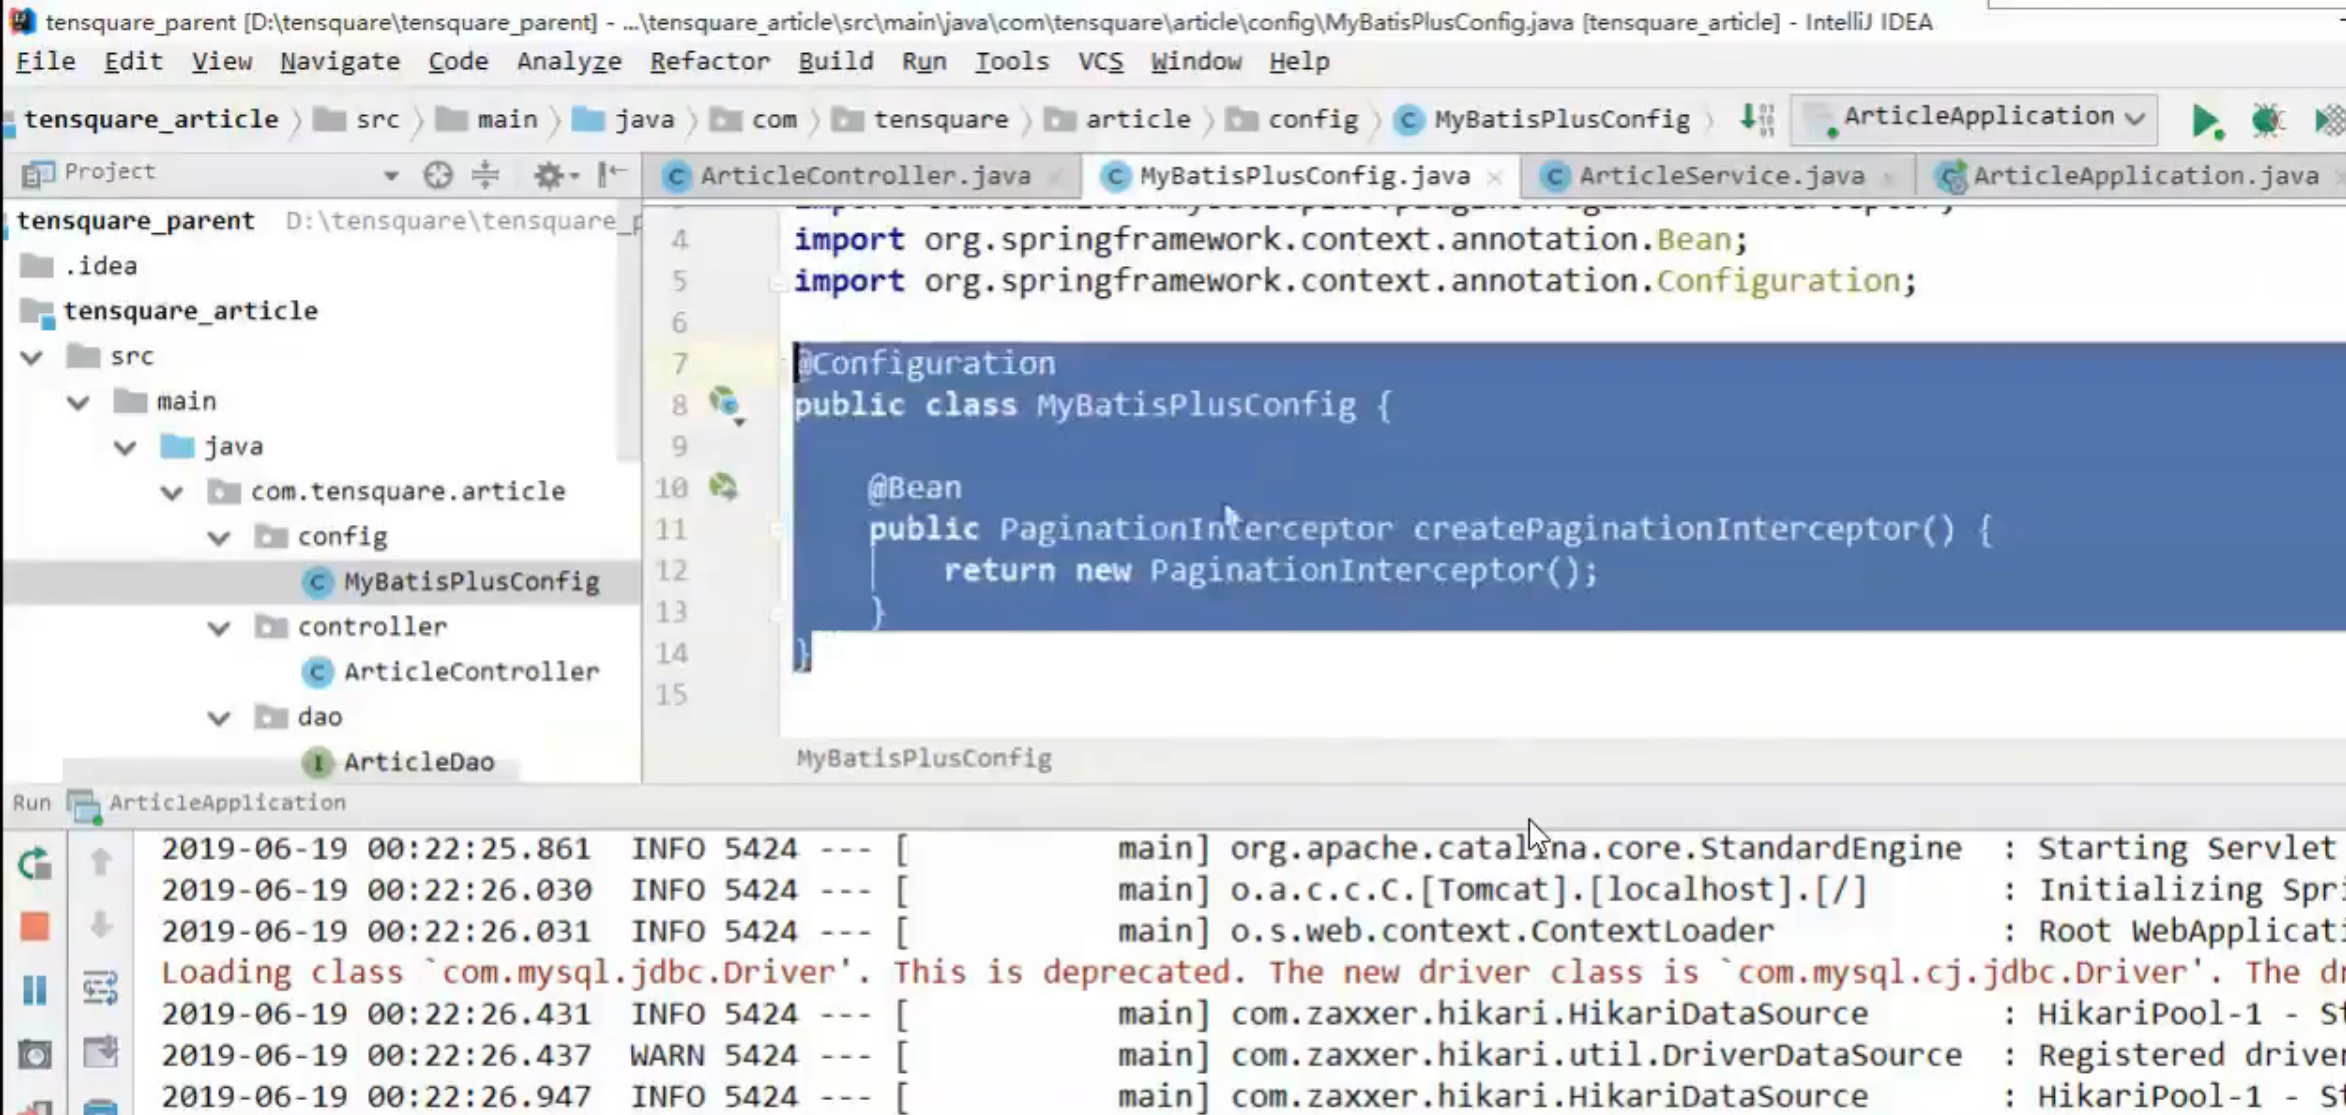 tensquare_parent [D:\tensquare\tensquare_parent] - ...\tensquare_article\src\main\java\com\tensquare\article\config\MyBatisPlusConfig.java [tensquare_article] - IntelliJ IDEA
File Edit View Navigate Code Analyze Refactor Build Run Tools VCS Window Help
tensquare_article src main java com tensquare article config MyBatisPlusConfig ArticleApplication
Project
ArticleController.java MyBatisPlusConfig.java ArticleService.java ArticleApplication.java
tensquare_parent D:\tensquare\tensquare_p
.idea
tensquare_article
src
main
java
com.tensquare.article
config
MyBatisPlusConfig
controller
ArticleController
dao
ArticleDao
4 import org.springframework.context.annotation.Bean;
5 import org.springframework.context.annotation.Configuration;
6
7 @Configuration
8 public class MyBatisPlusConfig {
9
10 @Bean
11 public PaginationInterceptor createPaginationInterceptor() {
12 return new PaginationInterceptor();
13 }
14 }
15
MyBatisPlusConfig
Run ArticleApplication
2019-06-19 00:22:25.861 INFO 5424 --- [ main] org.apache.catalina.core.StandardEngine : Starting Servlet
2019-06-19 00:22:26.030 INFO 5424 --- [ main] o.a.c.c.C.[Tomcat].[localhost].[/] : Initializing Spri
2019-06-19 00:22:26.031 INFO 5424 --- [ main] o.s.web.context.ContextLoader : Root WebApplicati
Loading class `com.mysql.jdbc.Driver'. This is deprecated. The new driver class is `com.mysql.cj.jdbc.Driver'. The dr
2019-06-19 00:22:26.431 INFO 5424 --- [ main] com.zaxxer.hikari.HikariDataSource : HikariPool-1 - St
2019-06-19 00:22:26.437 WARN 5424 --- [ main] com.zaxxer.hikari.util.DriverDataSource : Registered driver
2019-06-19 00:22:26.947 INFO 5424 --- [ main] com.zaxxer.hikari.HikariDataSource : HikariPool-1 - St